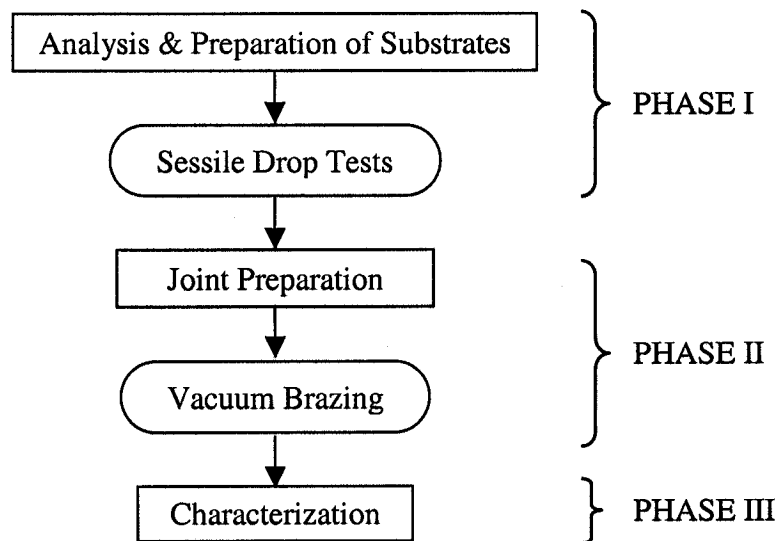 Analysis & Preparation of Substrates
PHASE I
Sessile Drop Tests
Joint Preparation
PHASE II
Vacuum Brazing
Characterization
PHASE III